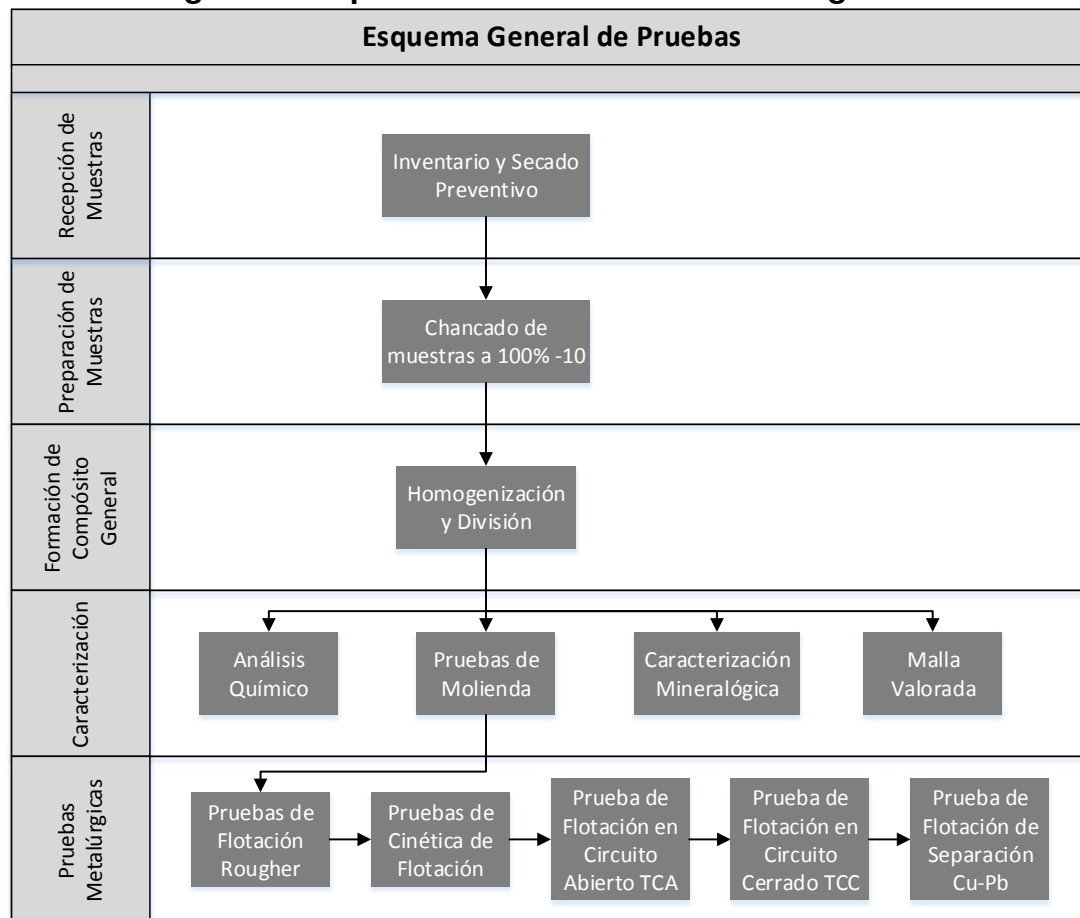 Esquema General de Pruebas
Recepción de
Muestras
Inventario y Secado
Preventivo
Preparación de
Muestras
Chancado de
muestras a 100% -10
Formación de
Compósito
General
Homogenización
y División
Caracterización
Análisis
Químico
Pruebas de
Molienda
Caracterización
Mineralógica
Malla
Valorada
Pruebas
Metalúrgicas
Pruebas de
Flotación
Rougher
Pruebas de
Cinética de
Flotación
Prueba de
Flotación en
Circuito
Abierto TCA
Prueba de
Flotación en
Circuito
Cerrado TCC
Prueba de
Flotación de
Separación
Cu-Pb